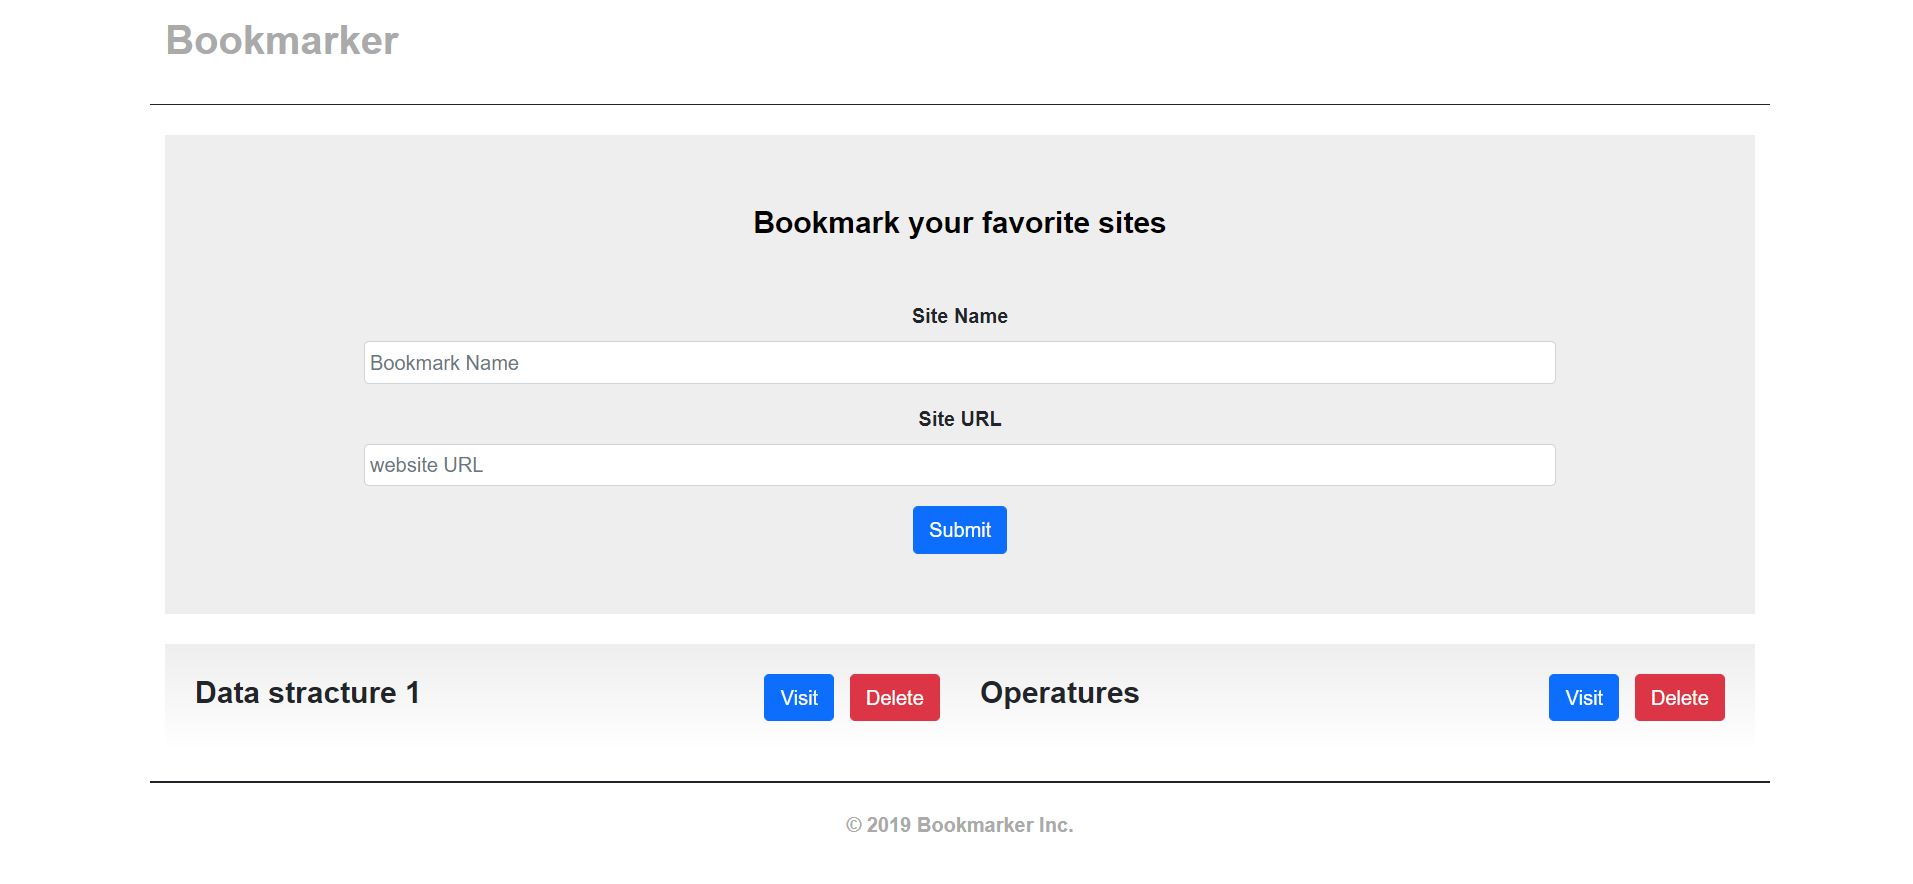 Bookmarker
Bookmark your favorite sites
Site Name
Bookmark Name
Site URL
website URL
Submit
Data stracture 1 Visit Delete Operatures Visit Delete
© 2019 Bookmarker Inc.